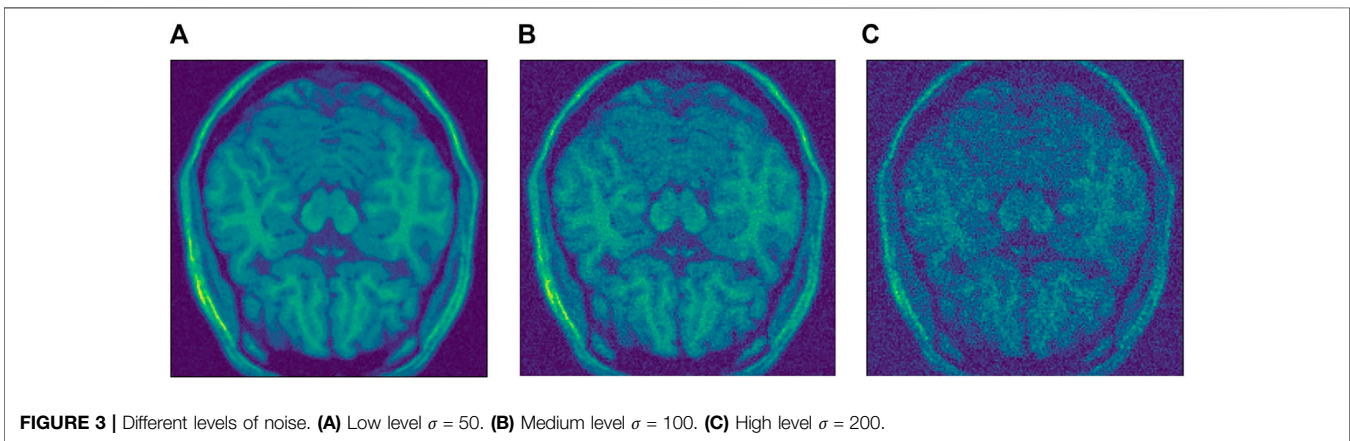 A
B
C
FIGURE 3 | Different levels of noise. (A) Low level σ = 50. (B) Medium level σ = 100. (C) High level σ = 200.